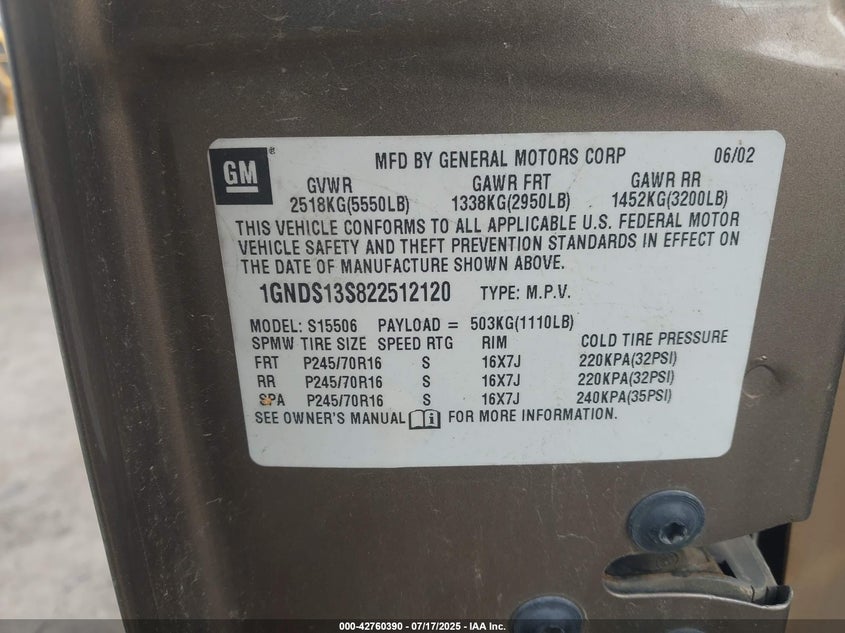 GM ®
MFD BY GENERAL MOTORS CORP 06/02
GVWR GAWR FRT GAWR RR
2518KG(5550LB) 1338KG(2950LB) 1452KG(3200LB)
THIS VEHICLE CONFORMS TO ALL APPLICABLE U.S. FEDERAL MOTOR
VEHICLE SAFETY AND THEFT PREVENTION STANDARDS IN EFFECT ON
THE DATE OF MANUFACTURE SHOWN ABOVE.
1GNDS13S822512120 TYPE: M.P.V.
MODEL: S15506 PAYLOAD = 503KG(1110LB)
SPMW TIRE SIZE SPEED RTG RIM COLD TIRE PRESSURE
FRT P245/70R16 S 16X7J 220KPA(32PSI)
RR P245/70R16 S 16X7J 220KPA(32PSI)
SPA P245/70R16 S 16X7J 240KPA(35PSI)
SEE OWNER'S MANUAL FOR MORE INFORMATION.
000-42760390 - 07/17/2025 - IAA Inc.